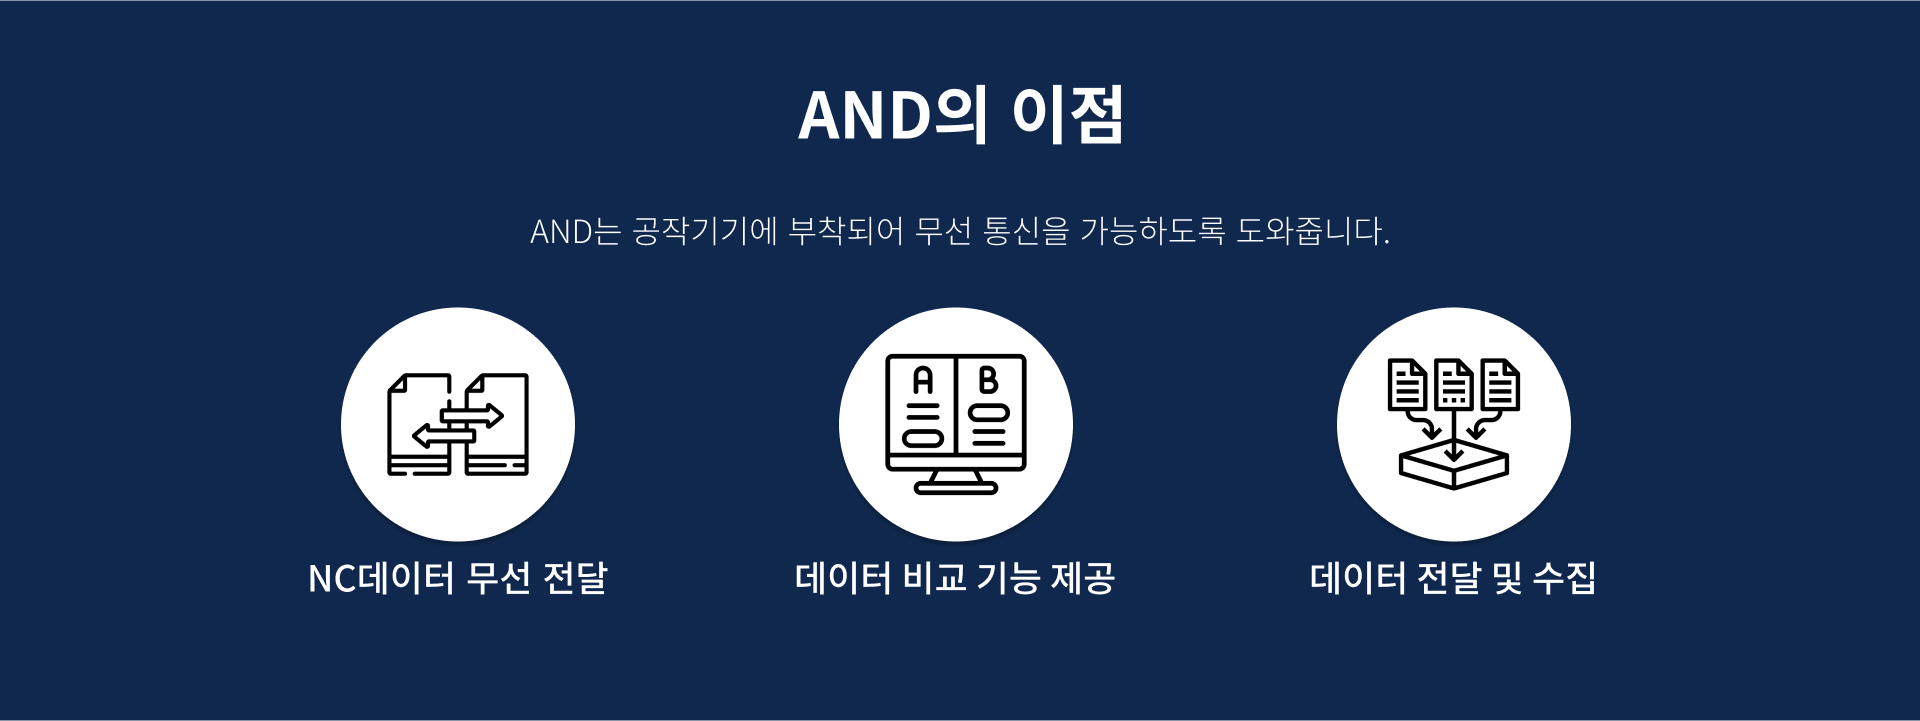 AND의 이점
AND는 공작기기에 부착되어 무선 통신을 가능하도록 도와줍니다.
A B
NC데이터 무선 전달
데이터 비교 기능 제공
데이터 전달 및 수집